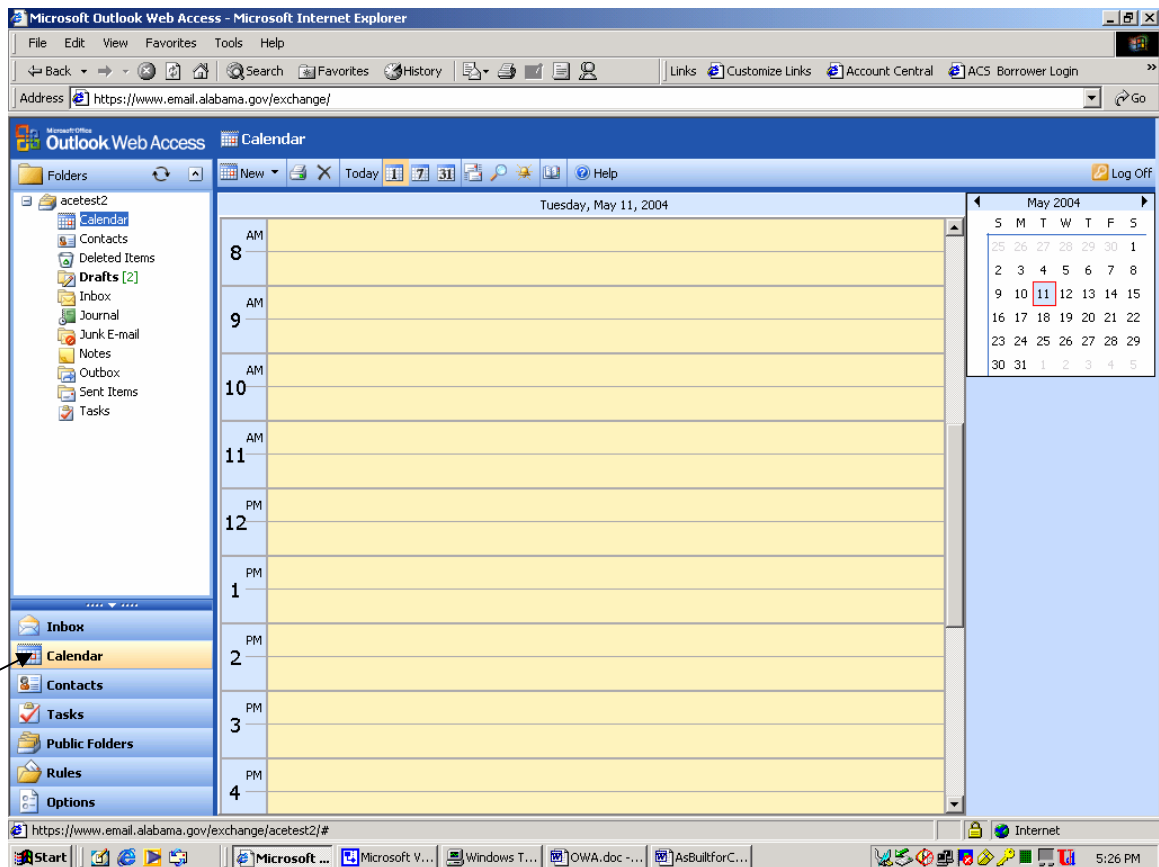 Microsoft Outlook Web Access - Microsoft Internet Explorer
File Edit View Favorites Tools Help
Back Search Favorites History Links Customize Links Account Central ACS Borrower Login »
Address https://www.email.alabama.gov/exchange/ Go
Microsoft Office
Outlook Web Access Calendar
Folders New Today 1 7 31 Help Log Off
acetest2
Calendar
Contacts
Deleted Items
Drafts [2]
Inbox
Journal
Junk E-mail
Notes
Outbox
Sent Items
Tasks
Tuesday, May 11, 2004
8 AM
9 AM
10 AM
11 AM
12 PM
1 PM
2 PM
3 PM
4 PM
May 2004
S M T W T F S
25 26 27 28 29 30 1
2 3 4 5 6 7 8
9 10 11 12 13 14 15
16 17 18 19 20 21 22
23 24 25 26 27 28 29
30 31 1 2 3 4 5
Inbox
Calendar
Contacts
Tasks
Public Folders
Rules
Options
https://www.email.alabama.gov/exchange/acetest2/# Internet
Start Microsoft ... Microsoft V... Windows T... OWA.doc -... AsBuiltforC... 5:26 PM